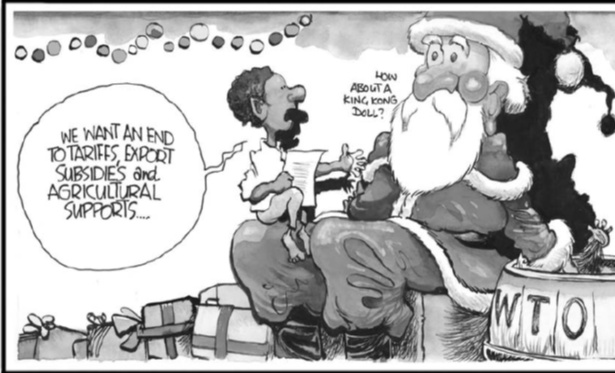 WE WANT AN END
TO TARIFFS, EXPORT
SUBSIDIES and
AGRICULTURAL
SUPPORTS....
HOW
ABOUT A
KING KONG
DOLL?
WTO